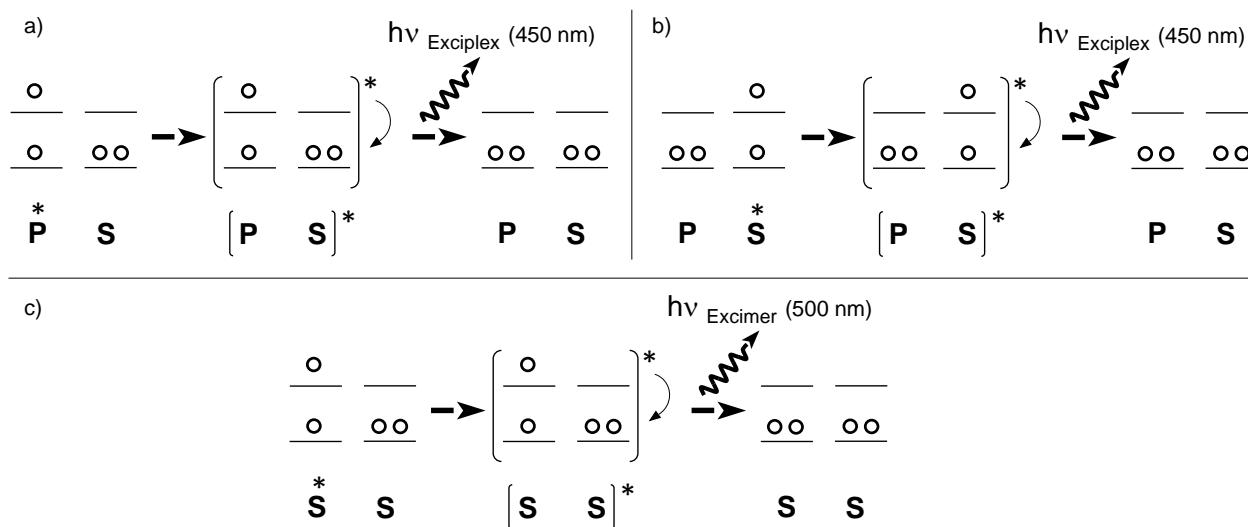 a)
hν Exciplex (450 nm)
*
* P S
[P S]*
P S
b)
hν Exciplex (450 nm)
*
P * S
[P S]*
P S
c)
hν Excimer (500 nm)
*
* S S
[S S]*
S S